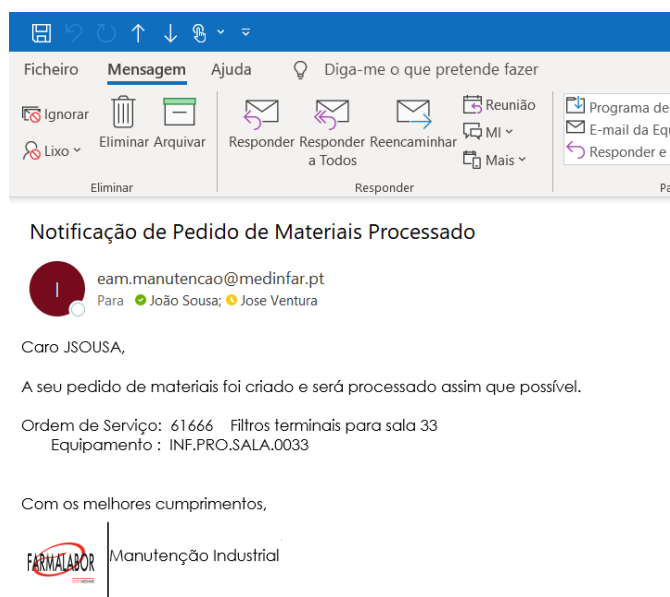 Ficheiro Mensagem Ajuda Diga-me o que pretende fazer
Ignorar
Lixo
Eliminar Arquivar
Responder Responder a Todos Reencaminhar
Reunião
MI
Mais
Programa de
E-mail da
Responder e
Eliminar Responder
Notificação de Pedido de Materiais Processado
I
eam.manutencao@medinfar.pt
Para João Sousa; Jose Ventura
Caro JSOUSA,
A seu pedido de materiais foi criado e será processado assim que possível.
Ordem de Serviço: 61666 Filtros terminais para sala 33
Equipamento : INF.PRO.SALA.0033
Com os melhores cumprimentos,
FARMALABOR
Manutenção Industrial